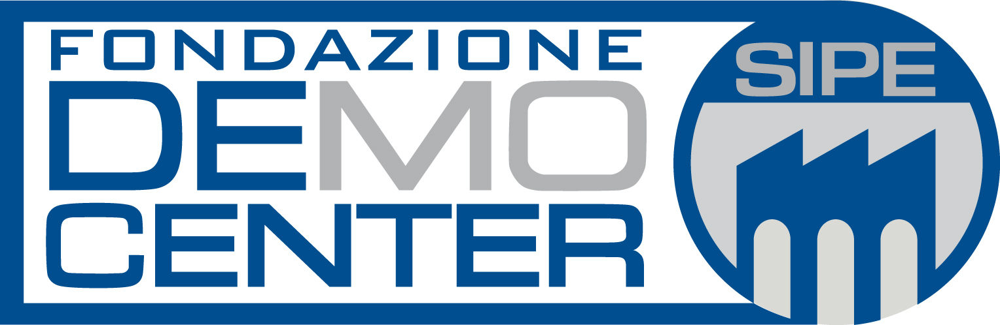 FONDAZIONE
DEMO
CENTER
SIPE